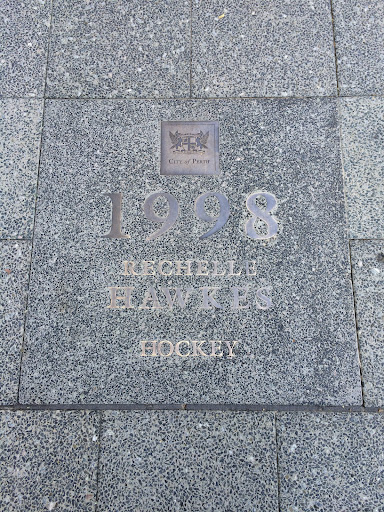 CITY of PERTH
1998
RECHELLE
HAWKES
HOCKEY